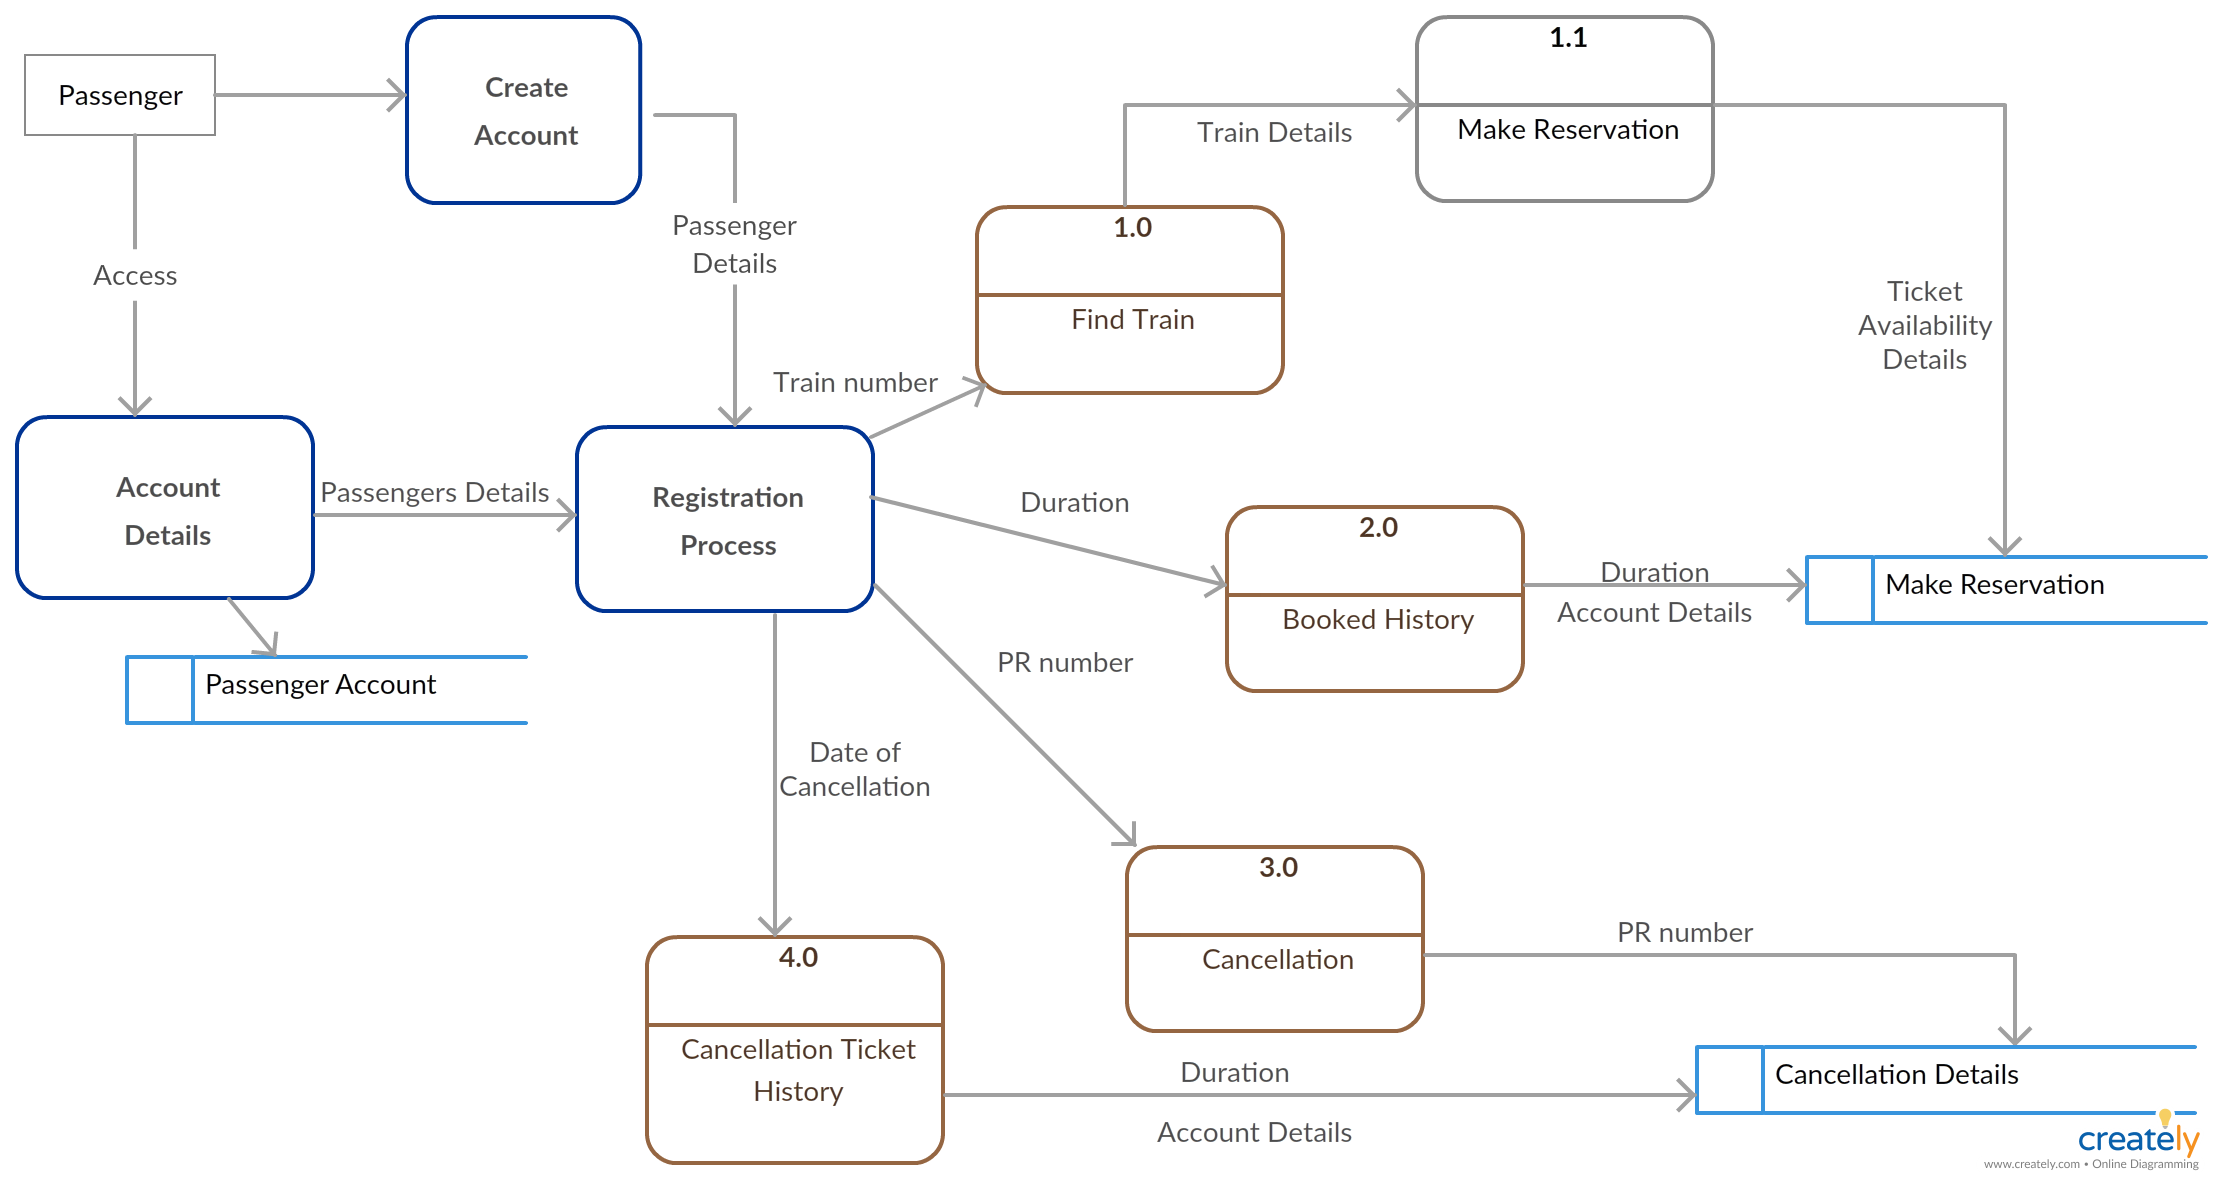 Passenger
Create
Account
1.1
Make Reservation
Train Details
Passenger
Details
1.0
Find Train
Access
Ticket
Availability
Details
Train number
Account
Details
Passengers Details
Registration
Process
Duration
2.0
Booked History
Duration
Account Details
Make Reservation
Passenger Account
PR number
Date of
Cancellation
3.0
Cancellation
PR number
4.0
Cancellation Ticket
History
Duration
Account Details
Cancellation Details
creately
www.creately.com • Online Diagramming